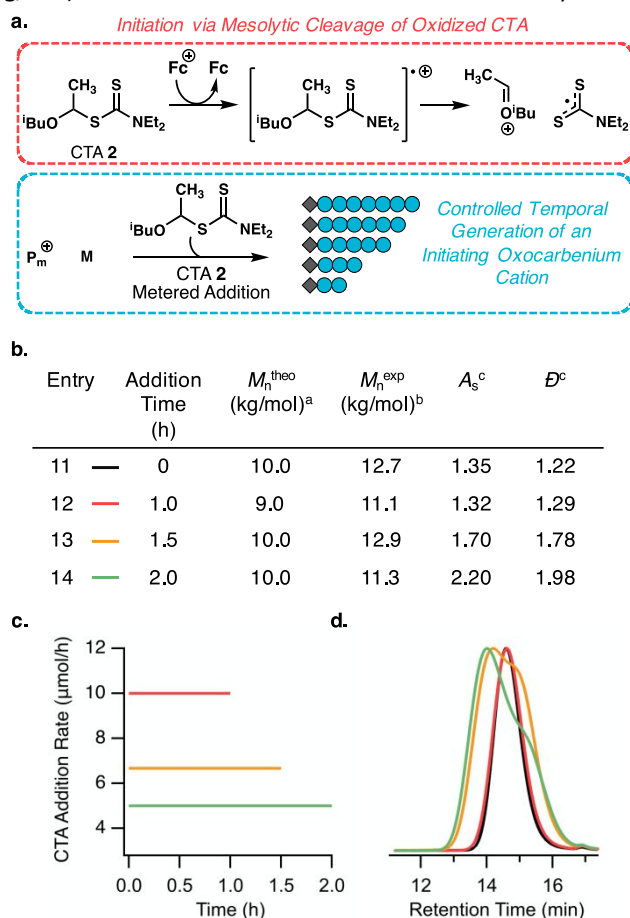 a.
Initiation via Mesolytic Cleavage of Oxidized CTA
CH₃ S Fc⊕ Fc CH₃ S •⊕ H₃C
ⁱBuO S NEt₂ ⁱBuO S NEt₂ OⁱBu ⊕ S • S NEt₂
CTA 2
CH₃ S
ⁱBuO S NEt₂
Pₘ⊕ M
CTA 2
Metered Addition
Controlled Temporal
Generation of an
Initiating Oxocarbenium
Cation
b.
Entry Addition Mₙᵗʰᵉᵒ Mₙᵉˣᵖ Aₛᶜ Đᶜ
Time (kg/mol)ᵃ (kg/mol)ᵇ
(h)
11 0 10.0 12.7 1.35 1.22
12 1.0 9.0 11.1 1.32 1.29
13 1.5 10.0 12.9 1.70 1.78
14 2.0 10.0 11.3 2.20 1.98
c. d.
CTA Addition Rate (μmol/h)
12
10
8
6
4
0.0 0.5 1.0 1.5 2.0
Time (h)
12 14 16
Retention Time (min)